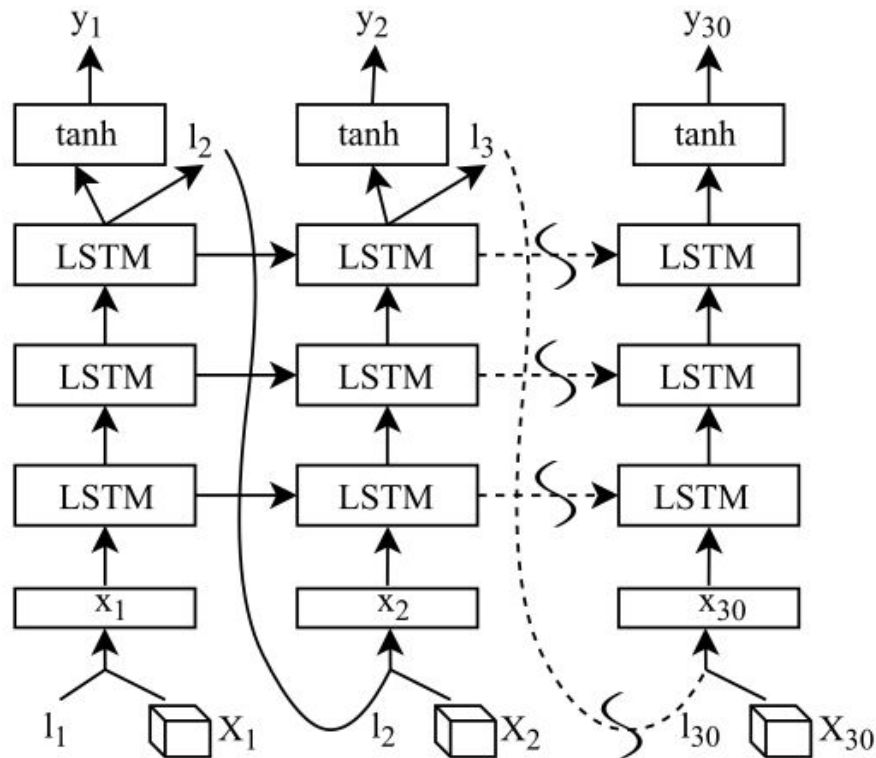 y₁ y₂ y₃₀
tanh l₂ tanh l₃ tanh
LSTM LSTM LSTM
LSTM LSTM LSTM
LSTM LSTM LSTM
x₁ x₂ x₃₀
l₁ X₁ l₂ X₂ l₃₀ X₃₀